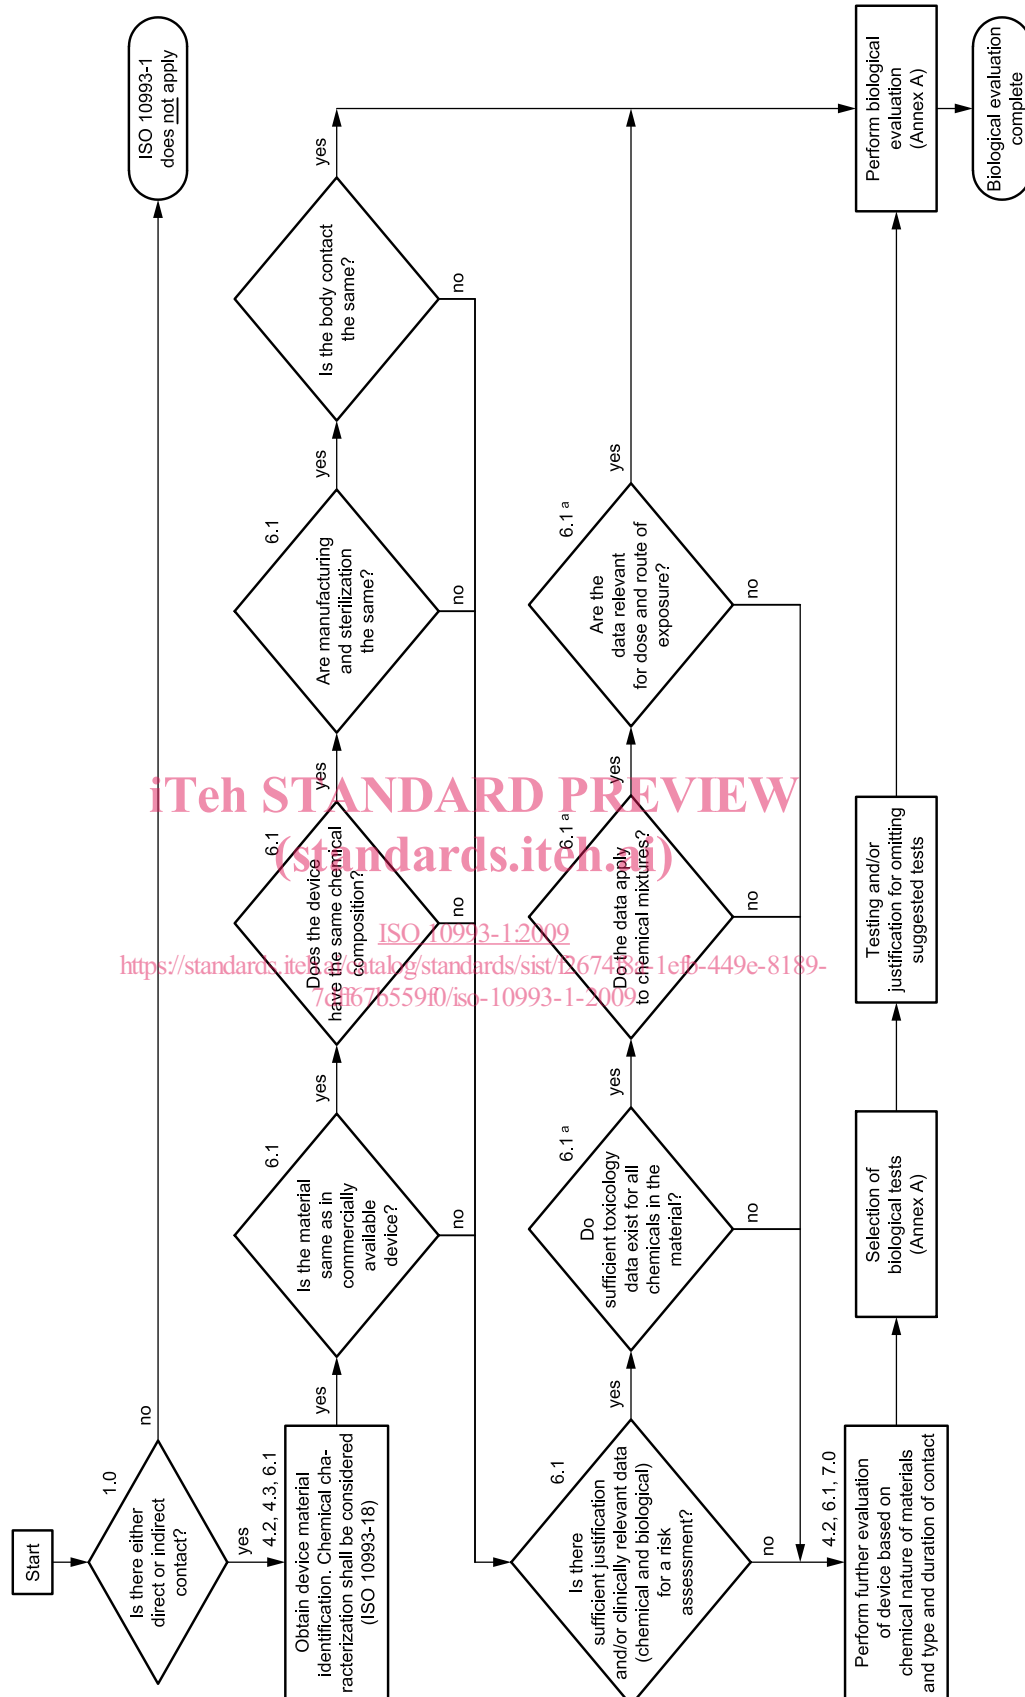 Start
1.0
Is there either
direct or indirect
contact?
no
ISO 10993-1
does not apply
yes
4.2, 4.3, 6.1
Obtain device material
identification. Chemical cha-
racterization shall be considered
(ISO 10993-18)
yes
6.1
Is the material
same as in
commercially
available
device?
no
yes
6.1
Does the device
have the same chemical
composition?
no
yes
6.1
Are manufacturing
and sterilization
the same?
no
yes
Is the body contact
the same?
no
yes
6.1
Is there
sufficient justification
and/or clinically relevant data
(chemical and biological)
for a risk
assessment?
no
yes
6.1 a
Do
sufficient toxicology
data exist for all
chemicals in the
material?
no
yes
6.1 a
Do the data apply
to chemical mixtures?
no
yes
6.1 a
Are the
data relevant
for dose and route of
exposure?
no
yes
4.2, 6.1, 7.0
Perform further evaluation
of device based on
chemical nature of materials
and type and duration of contact
Selection of
biological tests
(Annex A)
Testing and/or
justification for omitting
suggested tests
Perform biological
evaluation
(Annex A)
Biological evaluation
complete
iTeh STANDARD PREVIEW
(standards.iteh.ai)
ISO 10993-1:2009